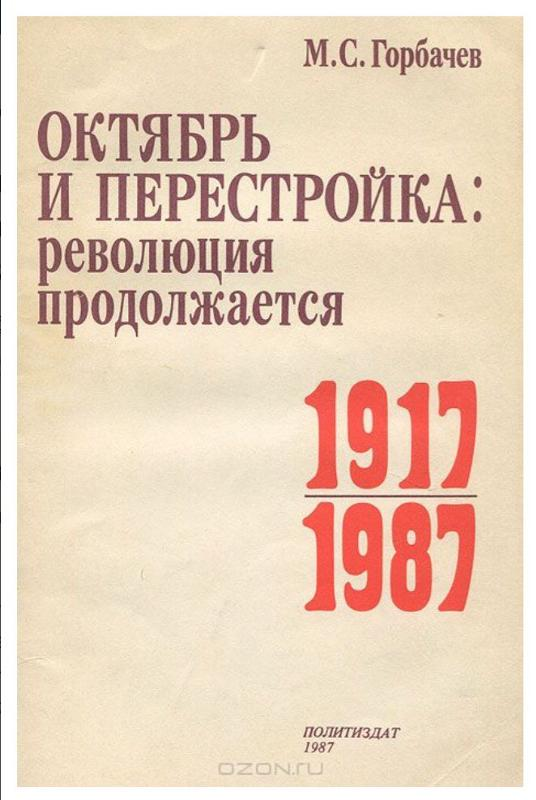 М.С. Горбачев
ОКТЯБРЬ
И ПЕРЕСТРОЙКА:
революция
продолжается
1917
1987
ПОЛИТИЗДАТ
1987
OZON.ru